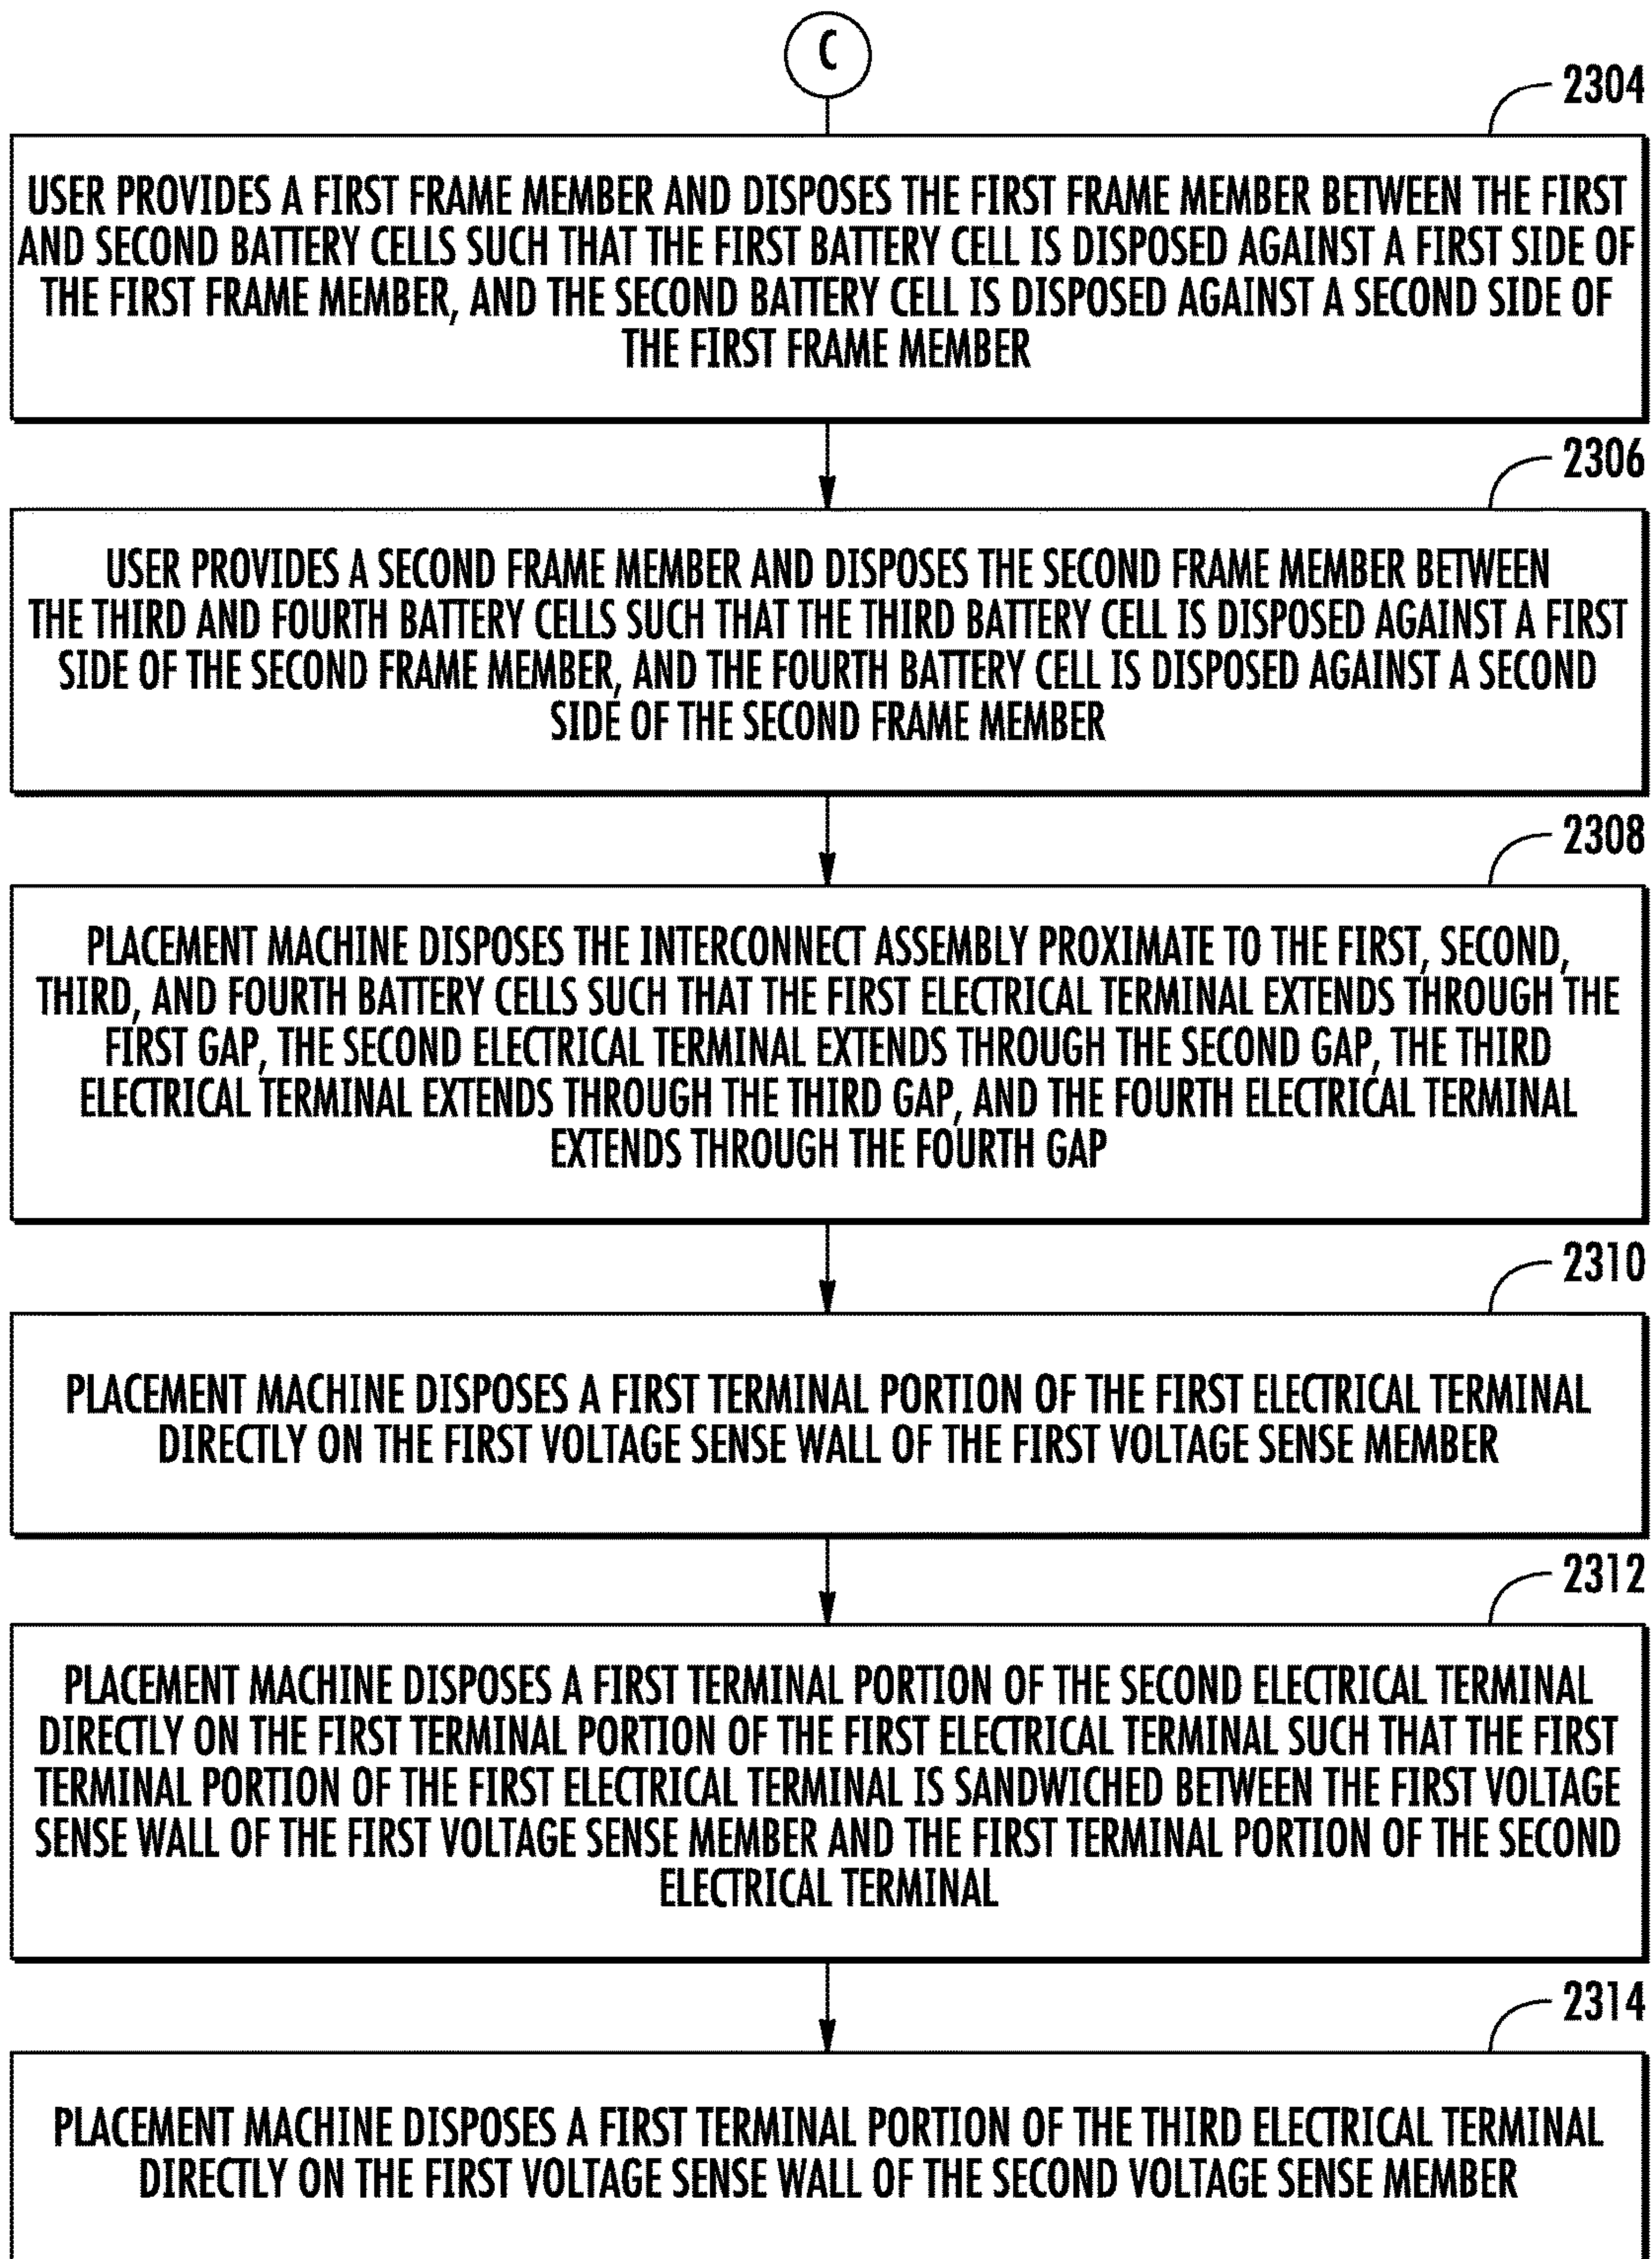 C
2304
USER PROVIDES A FIRST FRAME MEMBER AND DISPOSES THE FIRST FRAME MEMBER BETWEEN THE FIRST
AND SECOND BATTERY CELLS SUCH THAT THE FIRST BATTERY CELL IS DISPOSED AGAINST A FIRST SIDE OF
THE FIRST FRAME MEMBER, AND THE SECOND BATTERY CELL IS DISPOSED AGAINST A SECOND SIDE OF
THE FIRST FRAME MEMBER
2306
USER PROVIDES A SECOND FRAME MEMBER AND DISPOSES THE SECOND FRAME MEMBER BETWEEN
THE THIRD AND FOURTH BATTERY CELLS SUCH THAT THE THIRD BATTERY CELL IS DISPOSED AGAINST A FIRST
SIDE OF THE SECOND FRAME MEMBER, AND THE FOURTH BATTERY CELL IS DISPOSED AGAINST A SECOND
SIDE OF THE SECOND FRAME MEMBER
2308
PLACEMENT MACHINE DISPOSES THE INTERCONNECT ASSEMBLY PROXIMATE TO THE FIRST, SECOND,
THIRD, AND FOURTH BATTERY CELLS SUCH THAT THE FIRST ELECTRICAL TERMINAL EXTENDS THROUGH THE
FIRST GAP, THE SECOND ELECTRICAL TERMINAL EXTENDS THROUGH THE SECOND GAP, THE THIRD
ELECTRICAL TERMINAL EXTENDS THROUGH THE THIRD GAP, AND THE FOURTH ELECTRICAL TERMINAL
EXTENDS THROUGH THE FOURTH GAP
2310
PLACEMENT MACHINE DISPOSES A FIRST TERMINAL PORTION OF THE FIRST ELECTRICAL TERMINAL
DIRECTLY ON THE FIRST VOLTAGE SENSE WALL OF THE FIRST VOLTAGE SENSE MEMBER
2312
PLACEMENT MACHINE DISPOSES A FIRST TERMINAL PORTION OF THE SECOND ELECTRICAL TERMINAL
DIRECTLY ON THE FIRST TERMINAL PORTION OF THE FIRST ELECTRICAL TERMINAL SUCH THAT THE FIRST
TERMINAL PORTION OF THE FIRST ELECTRICAL TERMINAL IS SANDWICHED BETWEEN THE FIRST VOLTAGE
SENSE WALL OF THE FIRST VOLTAGE SENSE MEMBER AND THE FIRST TERMINAL PORTION OF THE SECOND
ELECTRICAL TERMINAL
2314
PLACEMENT MACHINE DISPOSES A FIRST TERMINAL PORTION OF THE THIRD ELECTRICAL TERMINAL
DIRECTLY ON THE FIRST VOLTAGE SENSE WALL OF THE SECOND VOLTAGE SENSE MEMBER